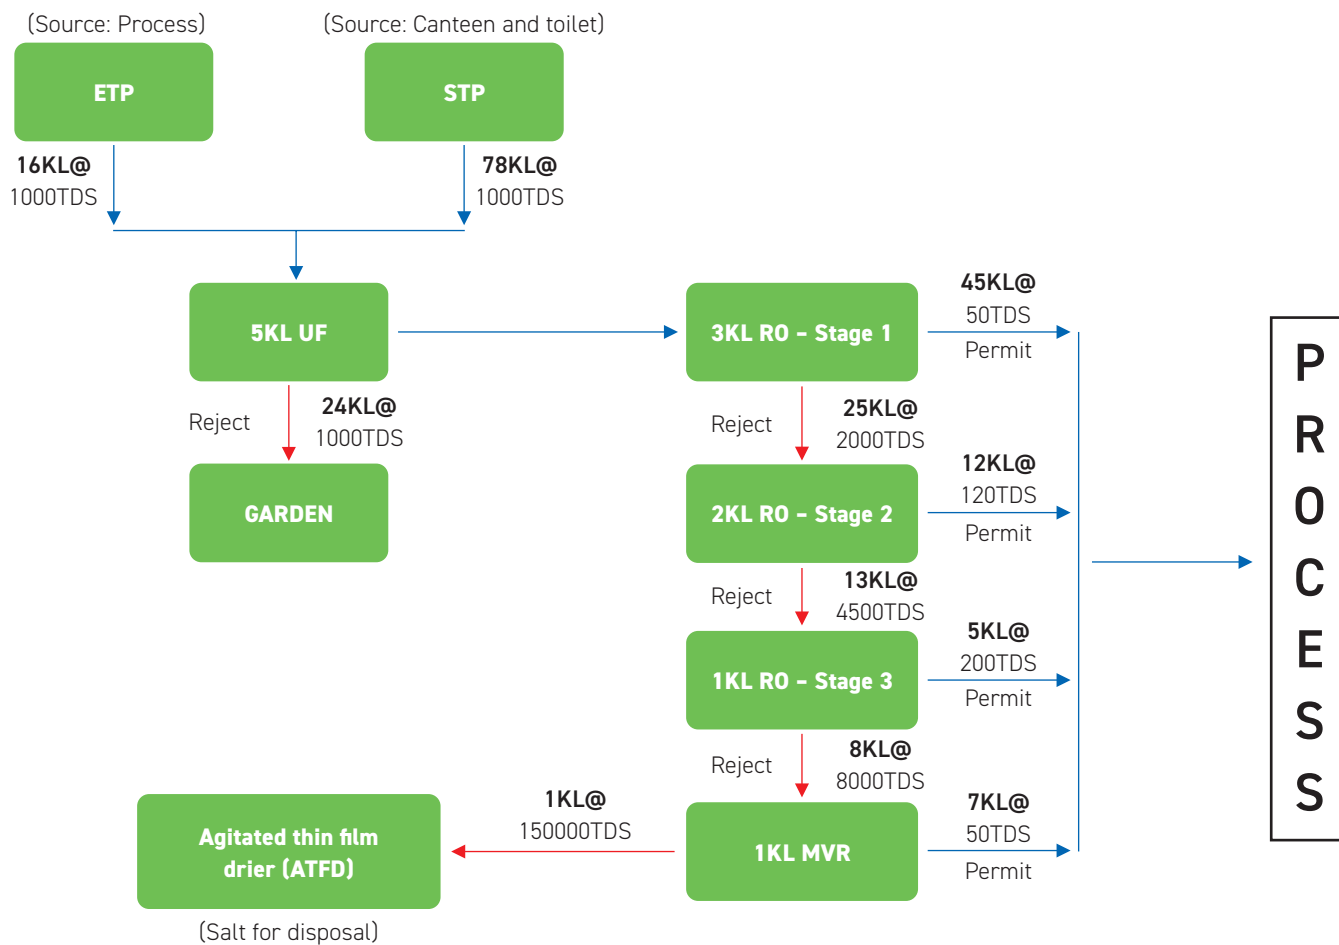 (Source: Process)
(Source: Canteen and toilet)
ETP
STP
16KL@
1000TDS
78KL@
1000TDS
5KL UF
3KL RO – Stage 1
45KL@
50TDS
Permit
Reject
24KL@
1000TDS
Reject
25KL@
2000TDS
GARDEN
2KL RO – Stage 2
12KL@
120TDS
Permit
Reject
13KL@
4500TDS
1KL RO – Stage 3
5KL@
200TDS
Permit
Reject
8KL@
8000TDS
1KL MVR
7KL@
50TDS
Permit
1KL@
150000TDS
Agitated thin film
drier (ATFD)
(Salt for disposal)
P
R
O
C
E
S
S